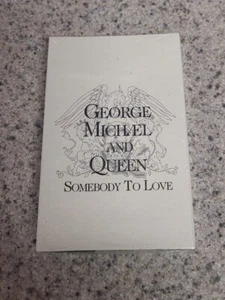 GEORGE
MICHAEL
AND
QUEEN
SOMEBODY TO LOVE